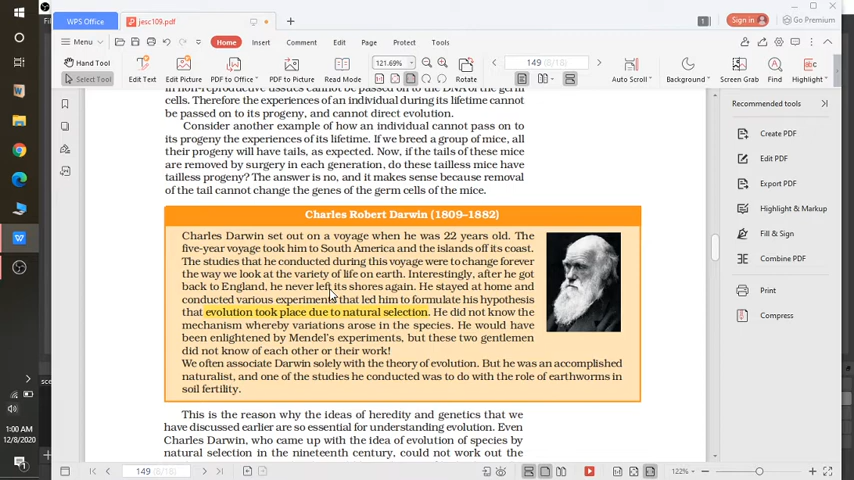 WPS Office
jesc109.pdf
1
Sign in
Go Premium
Menu
Home
Insert
Comment
Edit
Page
Protect
Tools
Hand Tool
Select Tool
Edit Text
Edit Picture
PDF to Office
PDF to Picture
Read Mode
121.69%
Rotate
149 (8/18)
Auto Scroll
Background
Screen Grab
Find
Highlight
in non-reproductive tissues cannot be passed on to the DNA of the germ
cells. Therefore the experiences of an individual during its lifetime cannot
be passed on to its progeny, and cannot direct evolution.
Consider another example of how an individual cannot pass on to
its progeny the experiences of its lifetime. If we breed a group of mice, all
their progeny will have tails, as expected. Now, if the tails of these mice
are removed by surgery in each generation, do these tailless mice have
tailless progeny? The answer is no, and it makes sense because removal
of the tail cannot change the genes of the germ cells of the mice.
Charles Robert Darwin (1809–1882)
Charles Darwin set out on a voyage when he was 22 years old. The
five-year voyage took him to South America and the islands off its coast.
The studies that he conducted during this voyage were to change forever
the way we look at the variety of life on earth. Interestingly, after he got
back to England, he never left its shores again. He stayed at home and
conducted various experiments that led him to formulate his hypothesis
that evolution took place due to natural selection. He did not know the
mechanism whereby variations arose in the species. He would have
been enlightened by Mendel's experiments, but these two gentlemen
did not know of each other or their work!
We often associate Darwin solely with the theory of evolution. But he was an accomplished
naturalist, and one of the studies he conducted was to do with the role of earthworms in
soil fertility.
This is the reason why the ideas of heredity and genetics that we
have discussed earlier are so essential for understanding evolution. Even
Charles Darwin, who came up with the idea of evolution of species by
natural selection in the nineteenth century, could not work out the
Recommended tools
Create PDF
Edit PDF
Export PDF
Highlight & Mark
Fill & Sign
Combine PDF
Print
Compress
149 (8/18)
122%
1:00 AM
12/8/2020